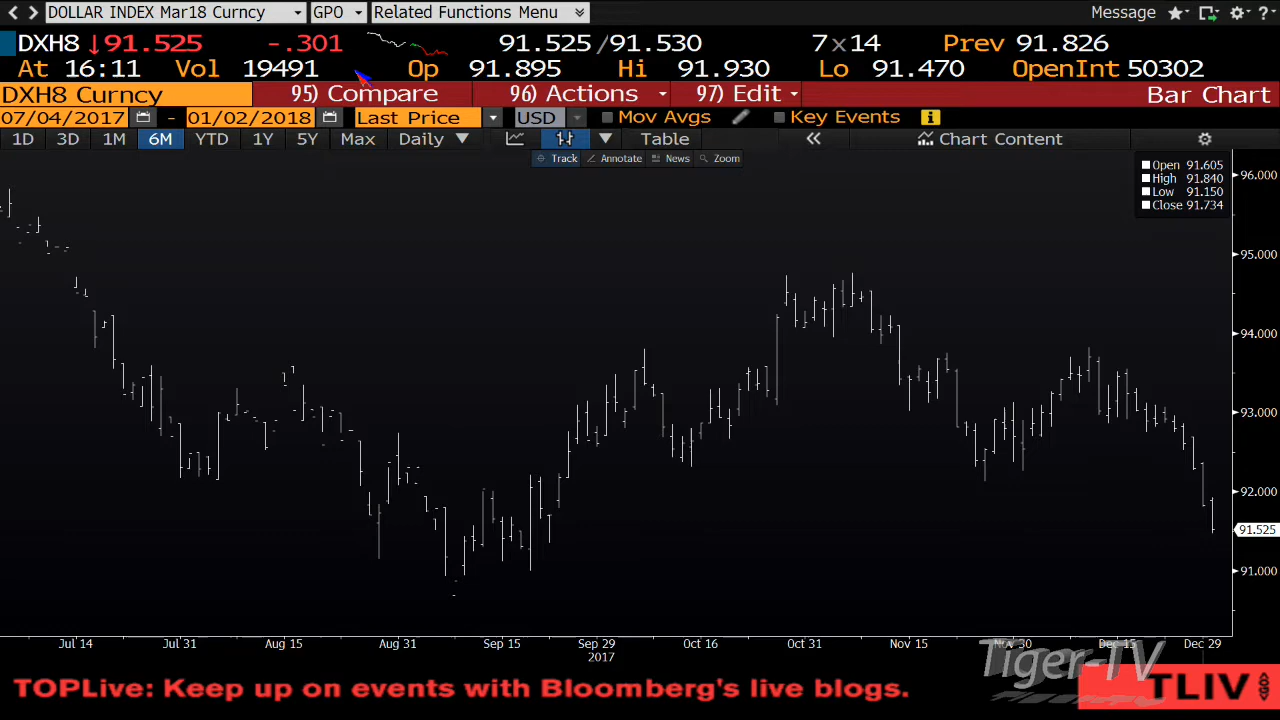 DOLLAR INDEX Mar18 Curncy GPO Related Functions Menu Message
DXH8 ↓91.525 -.301 91.525/91.530 7x14 Prev 91.826
At 16:11 Vol 19491 Op 91.895 Hi 91.930 Lo 91.470 OpenInt 50302
DXH8 Curncy 95) Compare 96) Actions 97) Edit Bar Chart
07/04/2017 - 01/02/2018 Last Price USD Mov Avgs Key Events
1D 3D 1M 6M YTD 1Y 5Y Max Daily Table « Chart Content
Track Annotate News Zoom
Open 91.605
High 91.840
Low 91.150
Close 91.734
96.000
95.000
94.000
93.000
92.000
91.525
91.000
Jul 14 Jul 31 Aug 15 Aug 31 Sep 15 Sep 29 Oct 16 Oct 31 Nov 15 Nov 30 Dec 15 Dec 29
2017
Tiger-TV
TOPLive: Keep up on events with Bloomberg's live blogs.
TLIV